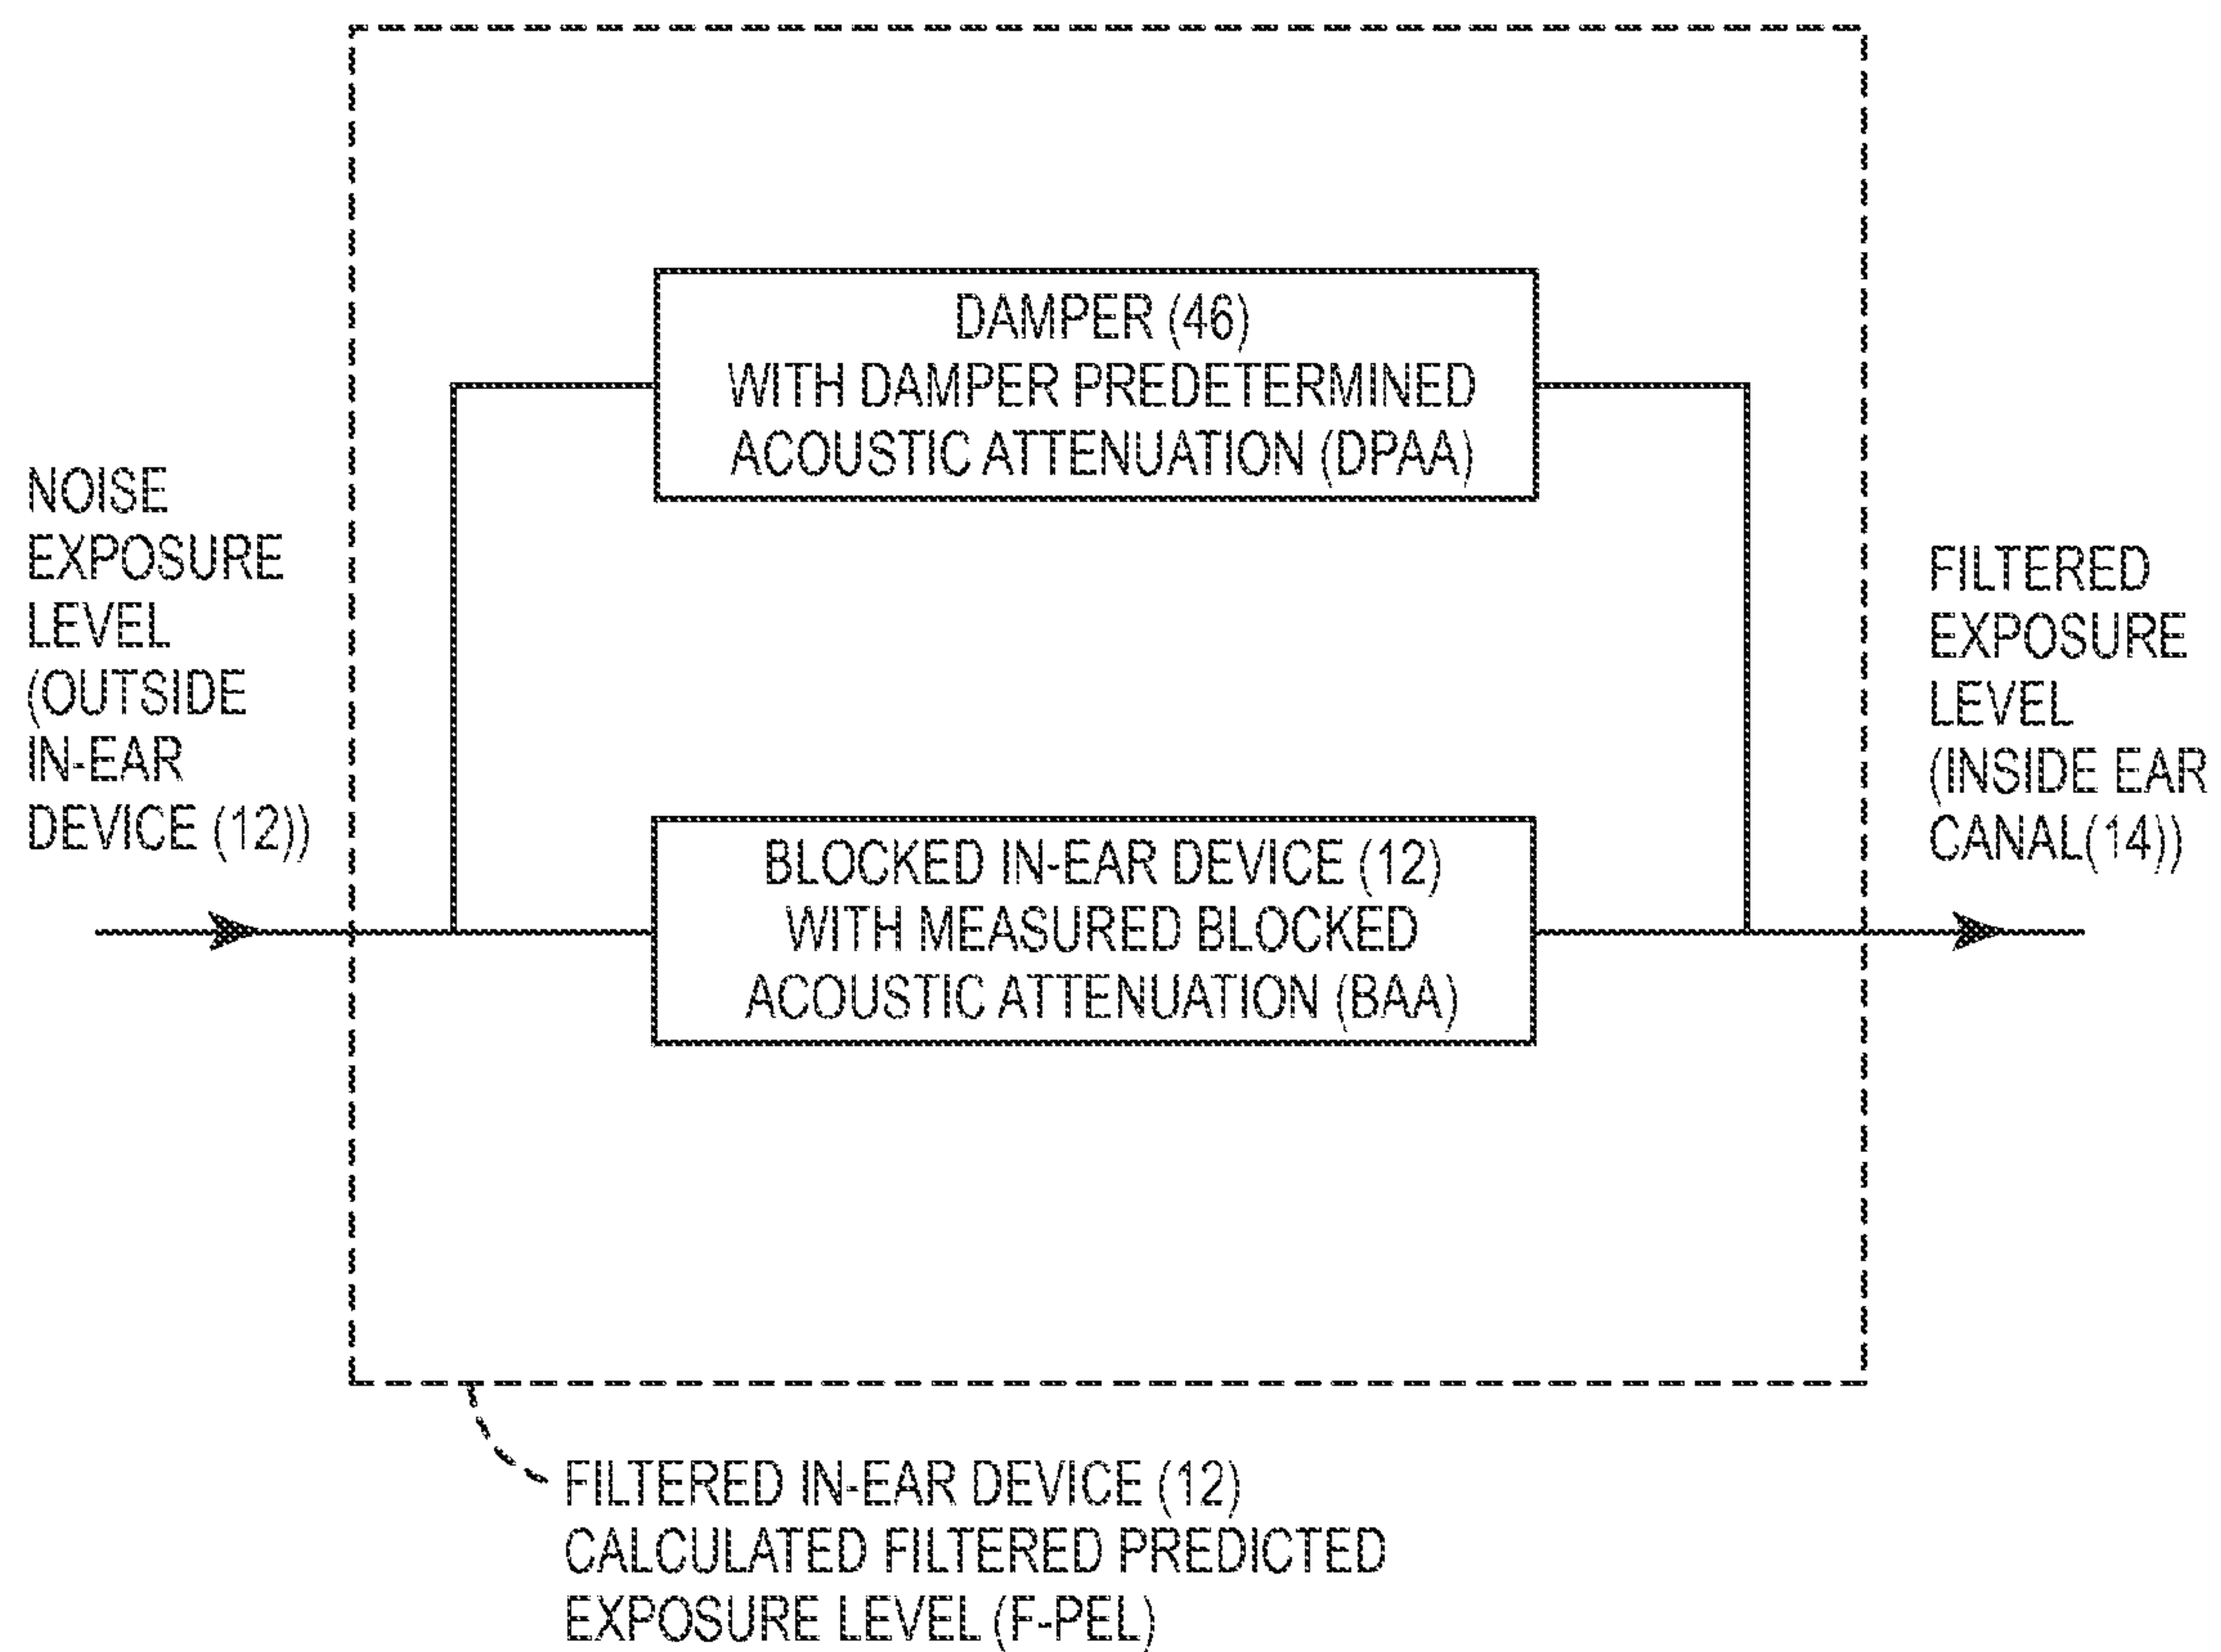 NOISE
EXPOSURE
LEVEL
(OUTSIDE
IN-EAR
DEVICE (12))
DAMPER (46)
WITH DAMPER PREDETERMINED
ACOUSTIC ATTENUATION (DPAA)
BLOCKED IN-EAR DEVICE (12)
WITH MEASURED BLOCKED
ACOUSTIC ATTENUATION (BAA)
FILTERED
EXPOSURE
LEVEL
(INSIDE EAR
CANAL(14))
FILTERED IN-EAR DEVICE (12)
CALCULATED FILTERED PREDICTED
EXPOSURE LEVEL (F-PEL)